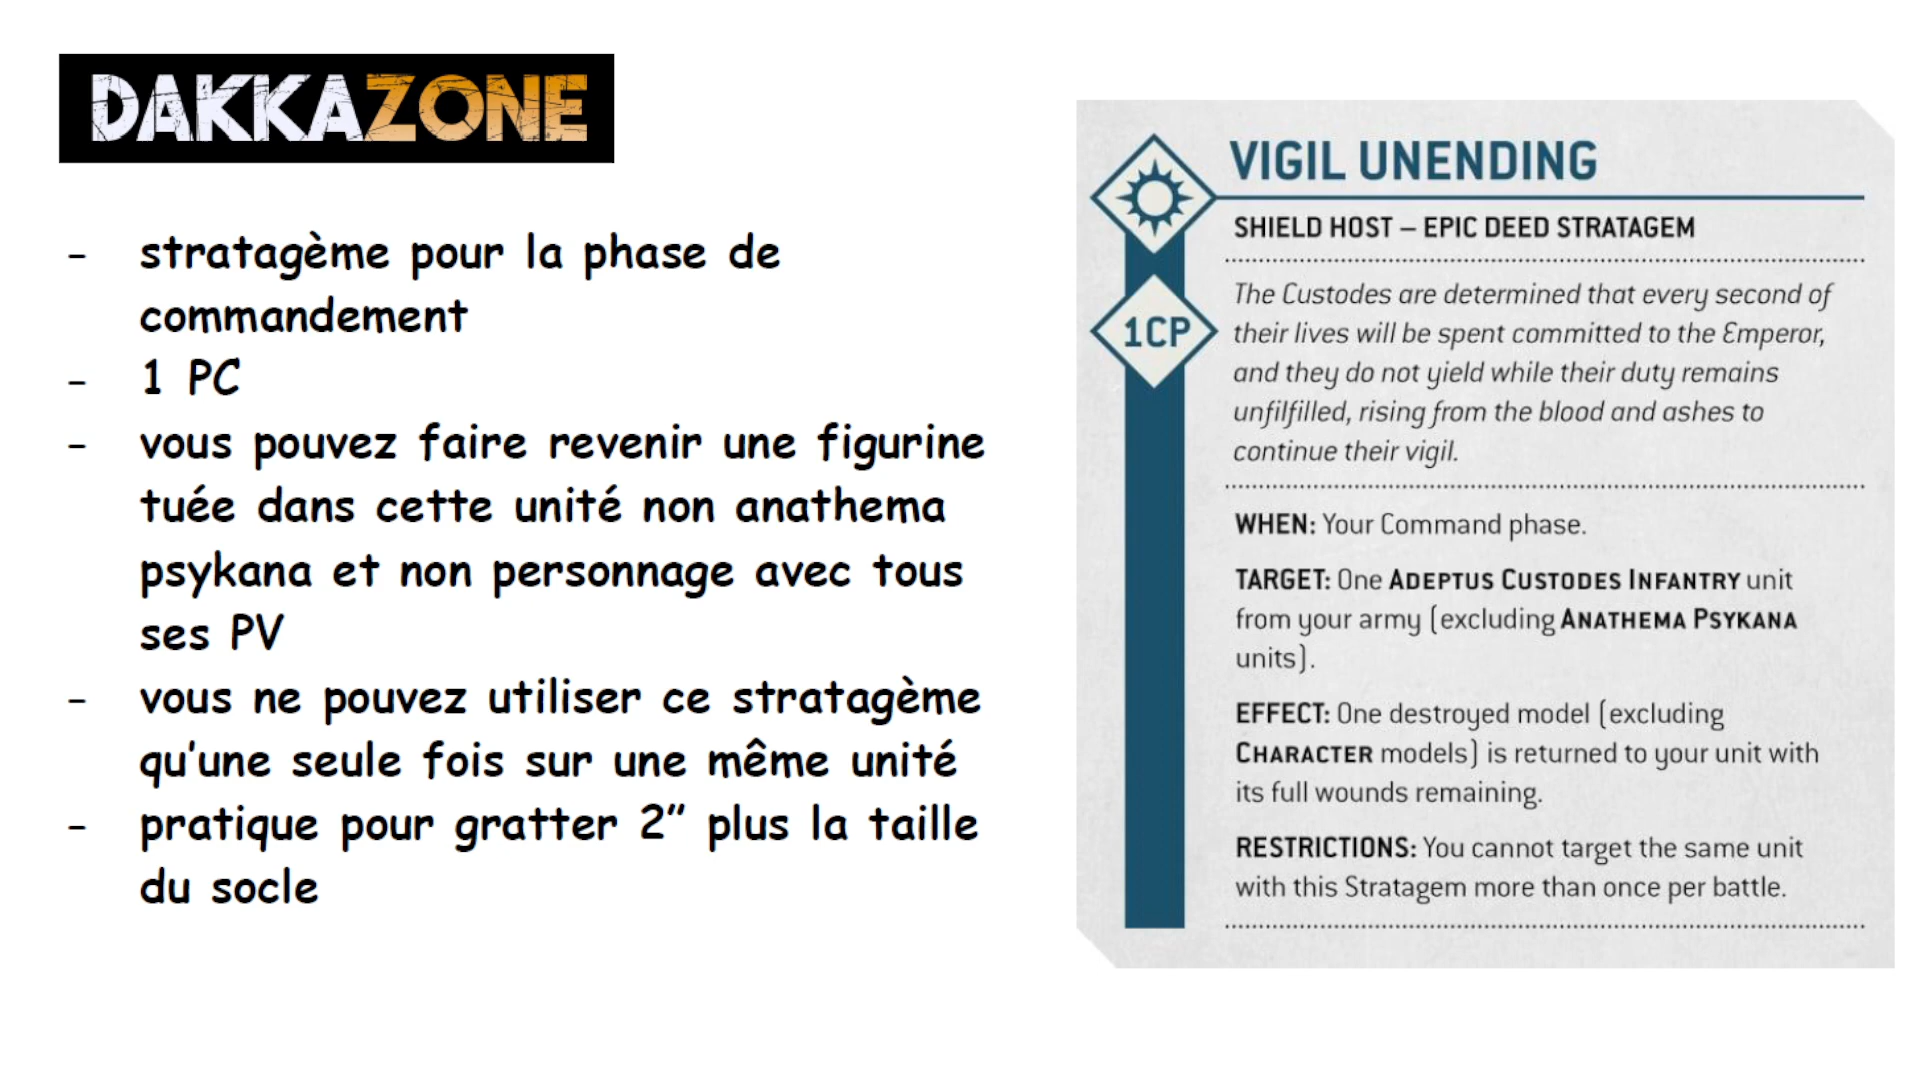 DAKKAZONE
- stratagème pour la phase de
commandement
- 1 PC
- vous pouvez faire revenir une figurine
tuée dans cette unité non anathema
psykana et non personnage avec tous
ses PV
- vous ne pouvez utiliser ce stratagème
qu'une seule fois sur une même unité
- pratique pour gratter 2" plus la taille
du socle
VIGIL UNENDING
SHIELD HOST – EPIC DEED STRATAGEM
1CP
The Custodes are determined that every second of
their lives will be spent committed to the Emperor,
and they do not yield while their duty remains
unfilfilled, rising from the blood and ashes to
continue their vigil.
WHEN: Your Command phase.
TARGET: One ADEPTUS CUSTODES INFANTRY unit
from your army (excluding ANATHEMA PSYKANA
units).
EFFECT: One destroyed model (excluding
CHARACTER models) is returned to your unit with
its full wounds remaining.
RESTRICTIONS: You cannot target the same unit
with this Stratagem more than once per battle.